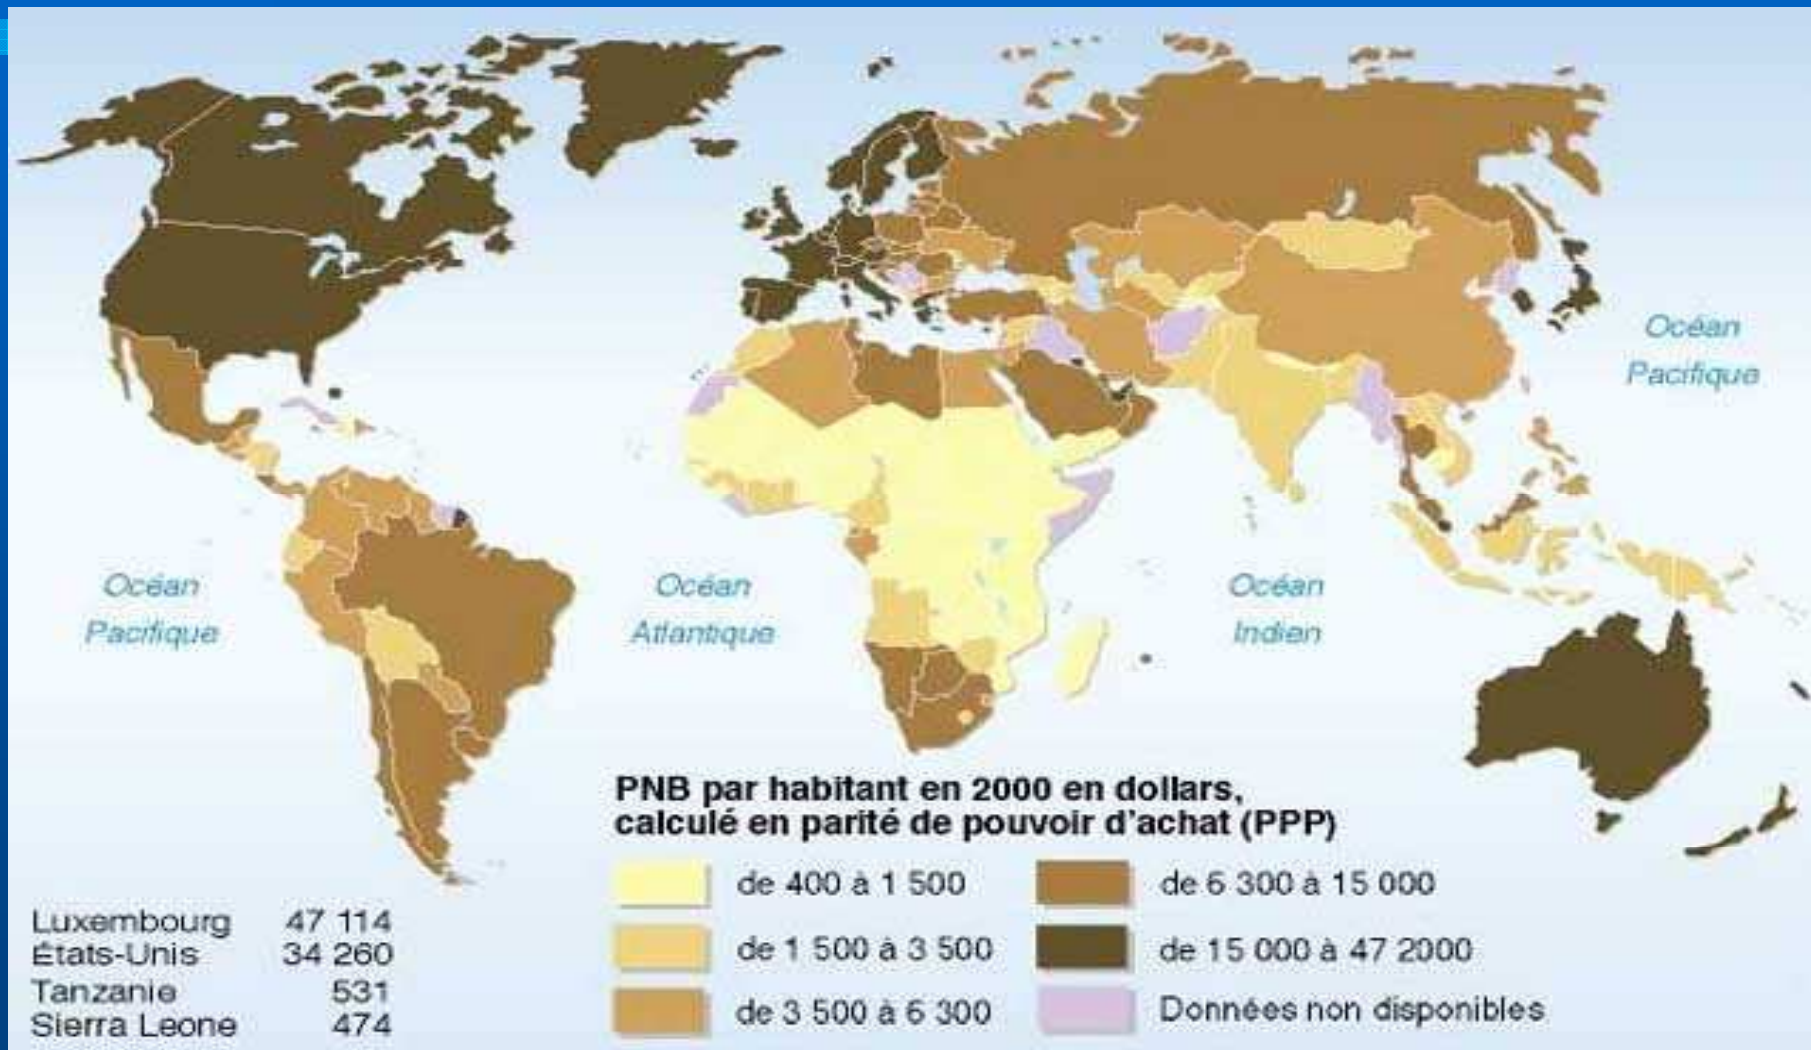 Océan
Pacifique
Océan
Pacifique
Océan
Atlantique
Océan
Indien
PNB par habitant en 2000 en dollars,
calculé en parité de pouvoir d'achat (PPP)
de 400 à 1 500
de 1 500 à 3 500
de 3 500 à 6 300
de 6 300 à 15 000
de 15 000 à 47 2000
Données non disponibles
Luxembourg 47 114
États-Unis 34 260
Tanzanie 531
Sierra Leone 474